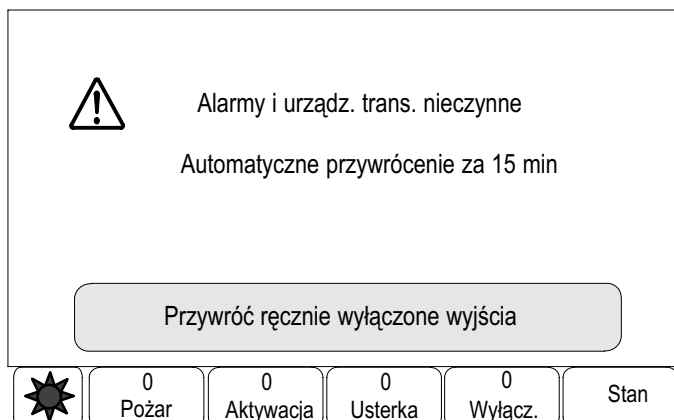 Alarmy i urządz. trans. nieczynne
Automatyczne przywrócenie za 15 min
Przywróć ręcznie wyłączone wyjścia
0 0 0 0
Pożar Aktywacja Usterka Wyłącz. Stan